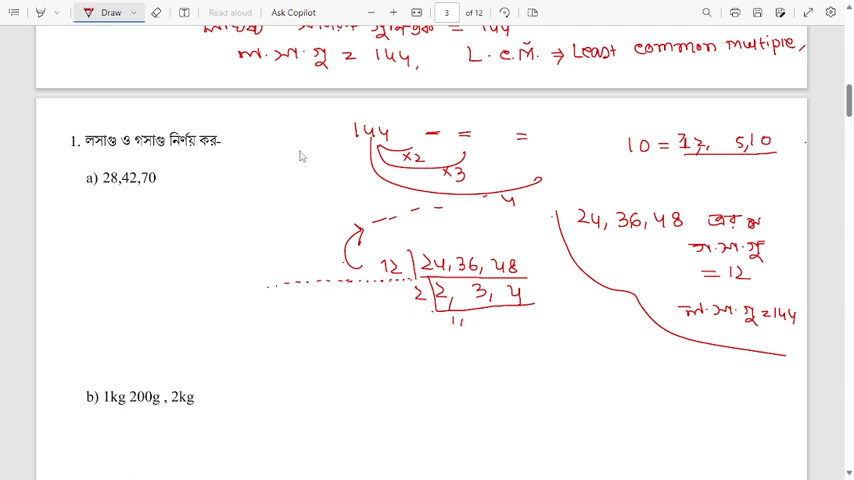 Draw Read aloud Ask Copilot 3 of 12
= 144
ল. সা. গু = 144, L. C. M. ⇒ Least common multiple,
1. লসাগু ও গসাগু নির্ণয় কর-
a) 28,42,70
144 - = =
×2
×3
4
10 = 5, 10
24, 36, 48 এর
গ. সা. গু
= 12
ল. সা. গু = 144
12 24, 36, 48
2 2, 3, 4
1,
b) 1kg 200g , 2kg